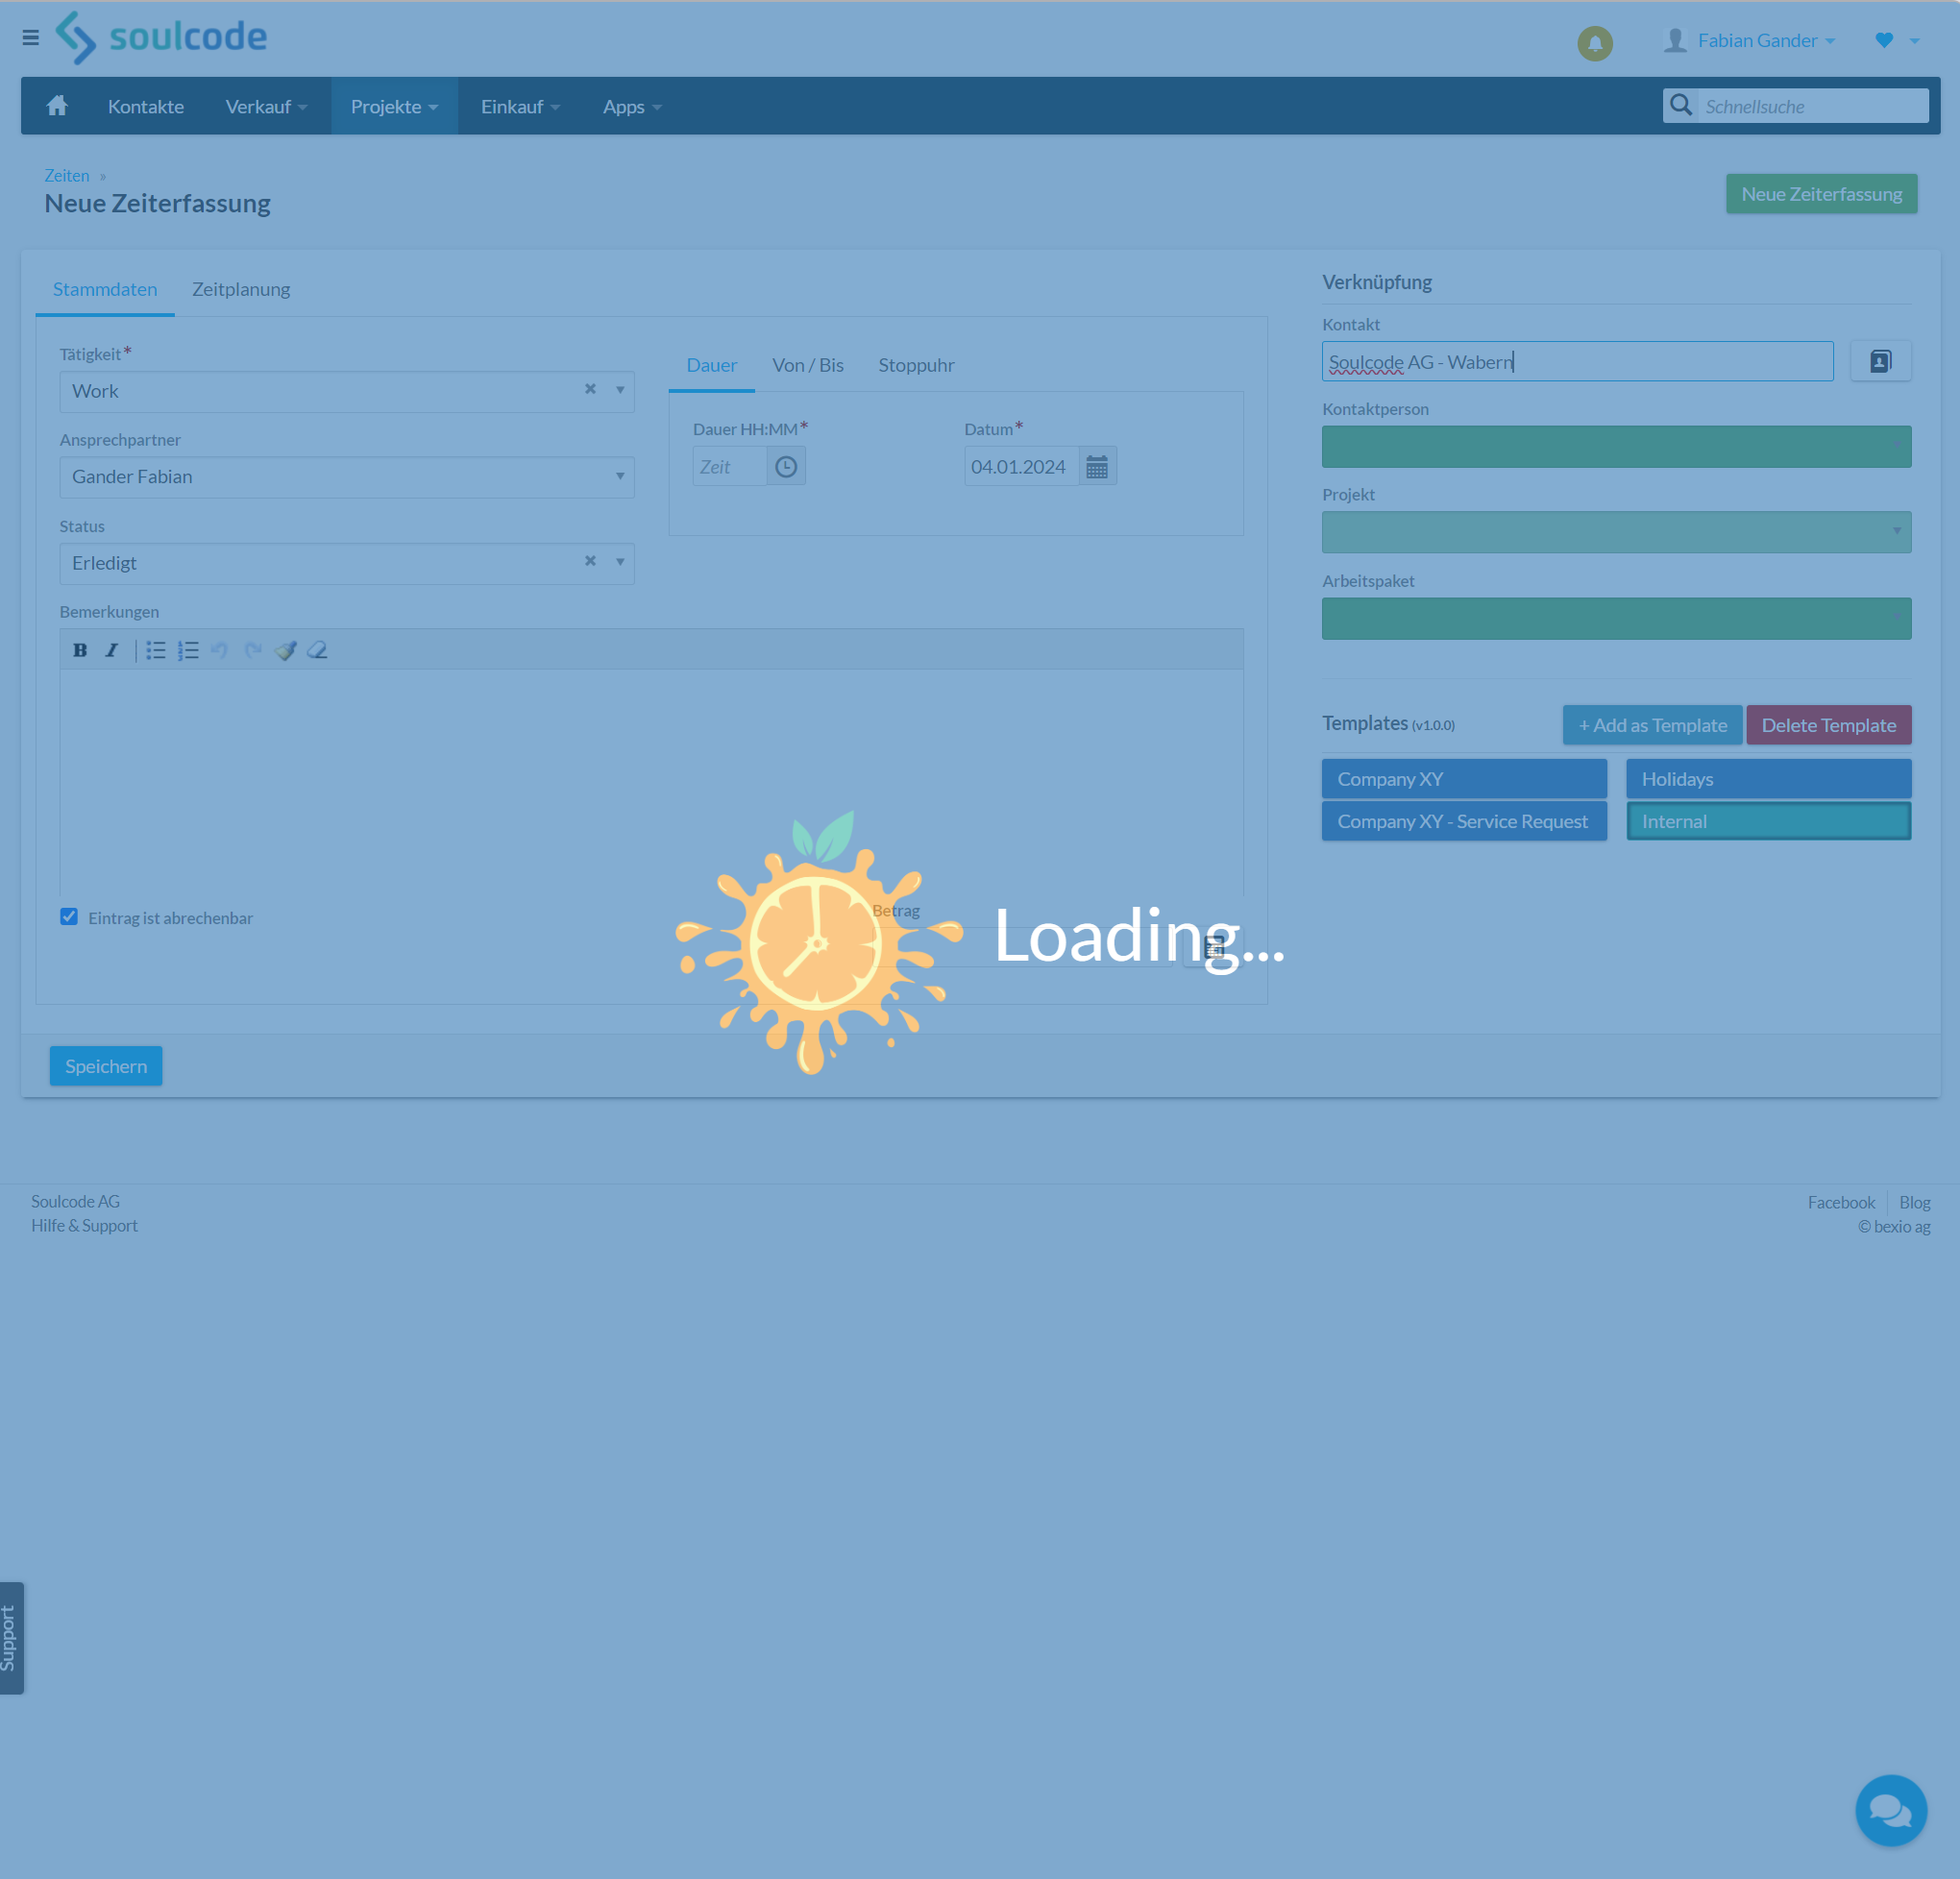 soulcode
Fabian Gander
Kontakte Verkauf Projekte Einkauf Apps Schnellsuche
Zeiten »
Neue Zeiterfassung
Neue Zeiterfassung
Stammdaten Zeitplanung
Tätigkeit*
Work
Ansprechpartner
Gander Fabian
Status
Erledigt
Dauer Von / Bis Stoppuhr
Dauer HH:MM* Datum*
Zeit 04.01.2024
Bemerkungen
B I
Eintrag ist abrechenbar
Betrag
Loading...
Speichern
Verknüpfung
Kontakt
Soulcode AG - Wabern
Kontaktperson
Projekt
Arbeitspaket
Templates (v1.0.0) + Add as Template Delete Template
Company XY Holidays
Company XY - Service Request Internal
Soulcode AG
Hilfe & Support
Facebook Blog
© bexio ag
Support